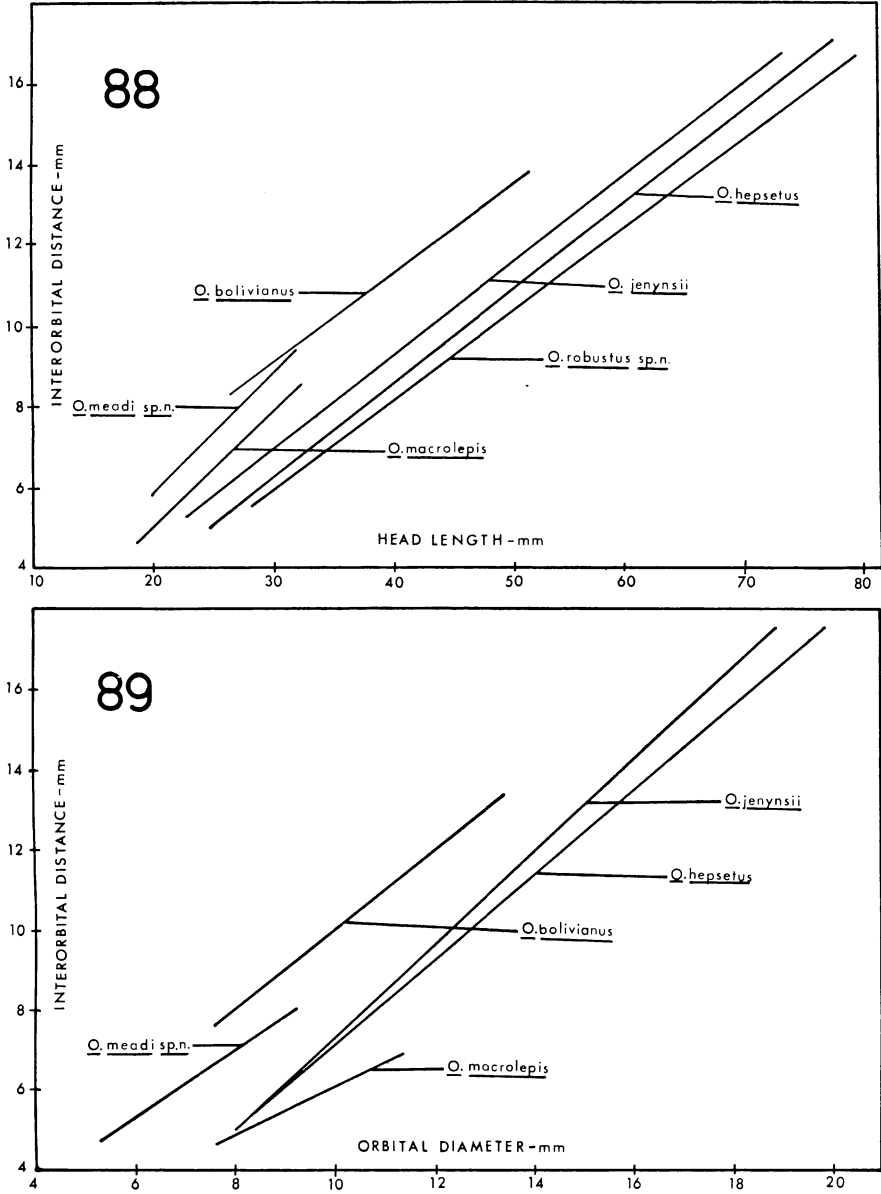 88
INTERORBITAL DISTANCE-mm
16
14
12
10
8
6
4
O. hepsetus
O. bolivianus
O. jenynsii
O. robustus sp.n.
O. meadi sp.n.
O. macrolepis
HEAD LENGTH-mm
10 20 30 40 50 60 70 80
89
INTERORBITAL DISTANCE-mm
16
14
12
10
8
6
4
O. jenynsii
O. hepsetus
O. bolivianus
O. meadi sp.n.
O. macrolepis
ORBITAL DIAMETER-mm
4 6 8 10 12 14 16 18 20